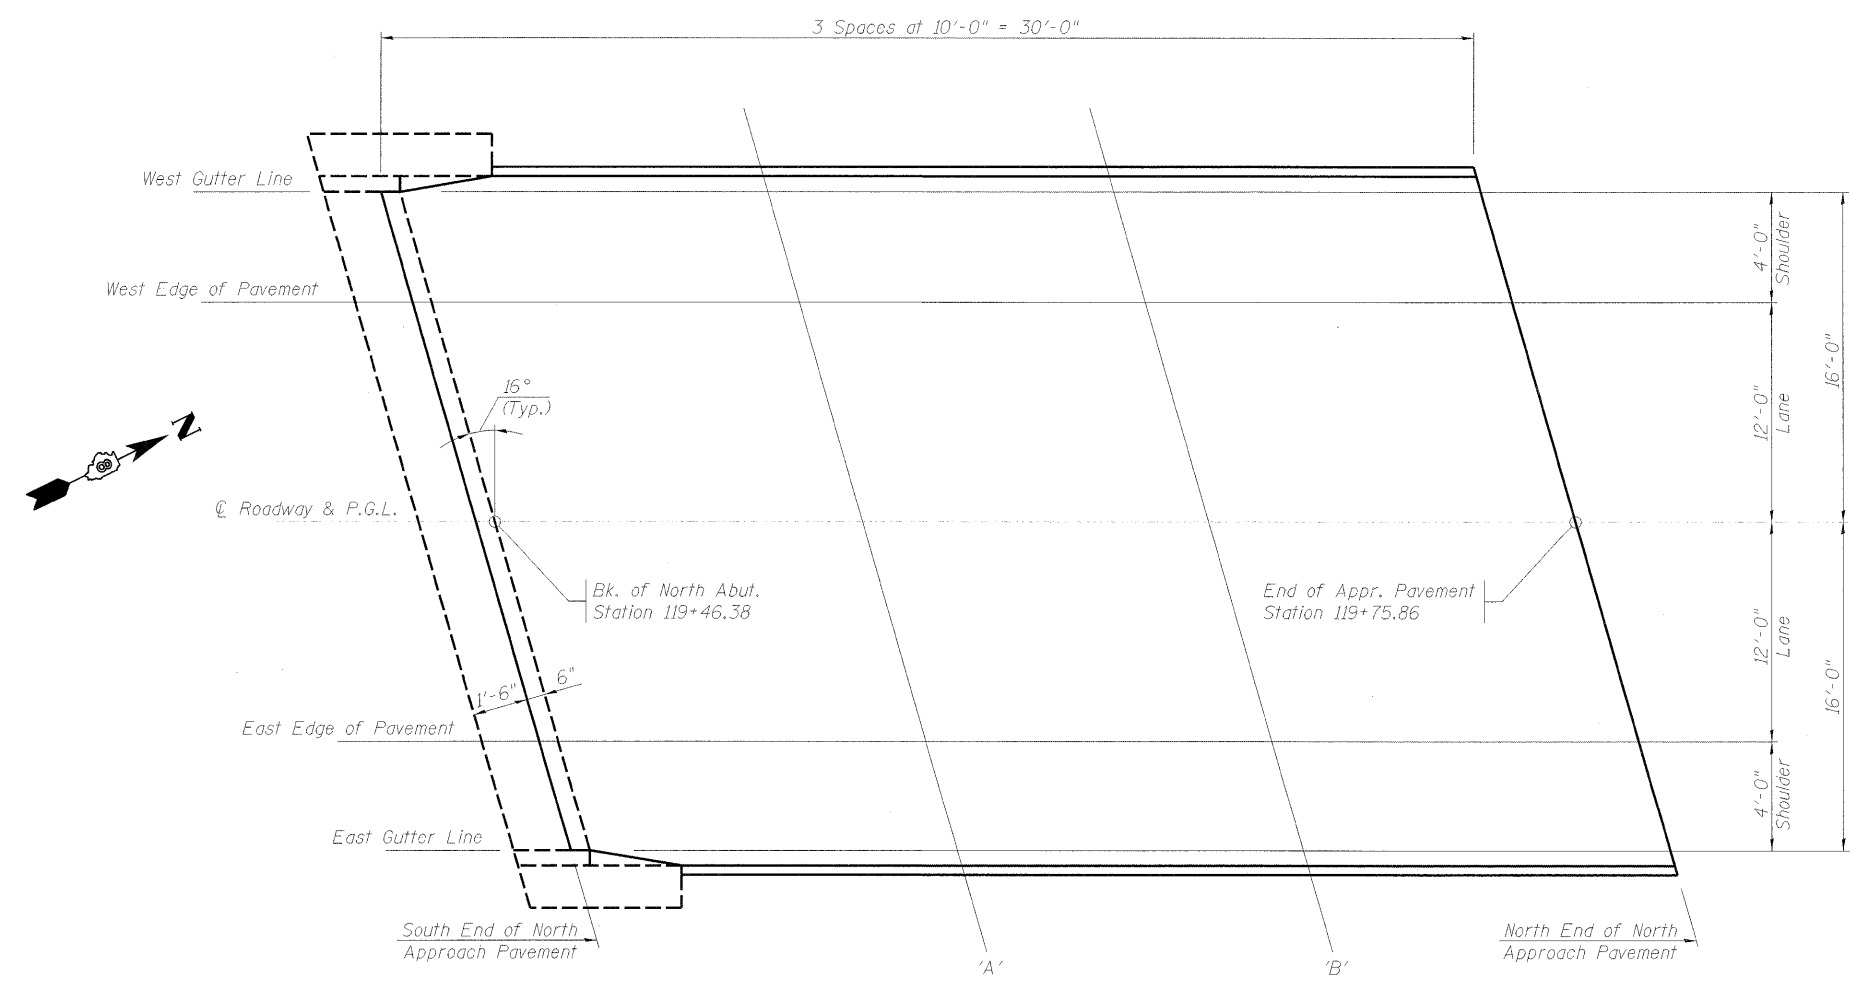 3 Spaces at 10'-0" = 30'-0"
West Gutter Line
4'-0"
Shoulder
West Edge of Pavement
16'-0"
16°
(Typ.)
12'-0"
Lane
N
℄ Roadway & P.G.L.
Bk. of North Abut.
Station 119+46.38
End of Appr. Pavement
Station 119+75.86
12'-0"
Lane
16'-0"
1'-6"
6"
East Edge of Pavement
4'-0"
Shoulder
East Gutter Line
South End of North
Approach Pavement
North End of North
Approach Pavement
'A'
'B'